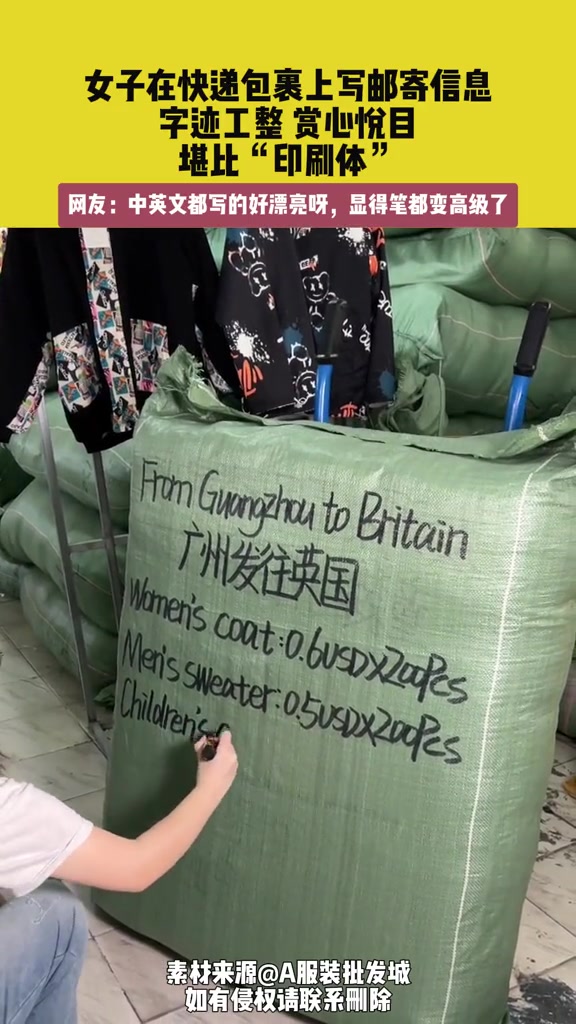 女子在快递包裹上写邮寄信息
字迹工整 赏心悦目
堪比“印刷体”
网友：中英文都写的好漂亮呀，显得笔都变高级了
From Guangzhou to Britain
广州发往英国
Women's coat:0.6USDX200Pcs
Men's sweater:0.5USDX200Pcs
Children's
素材来源@A服装批发城
如有侵权请联系删除